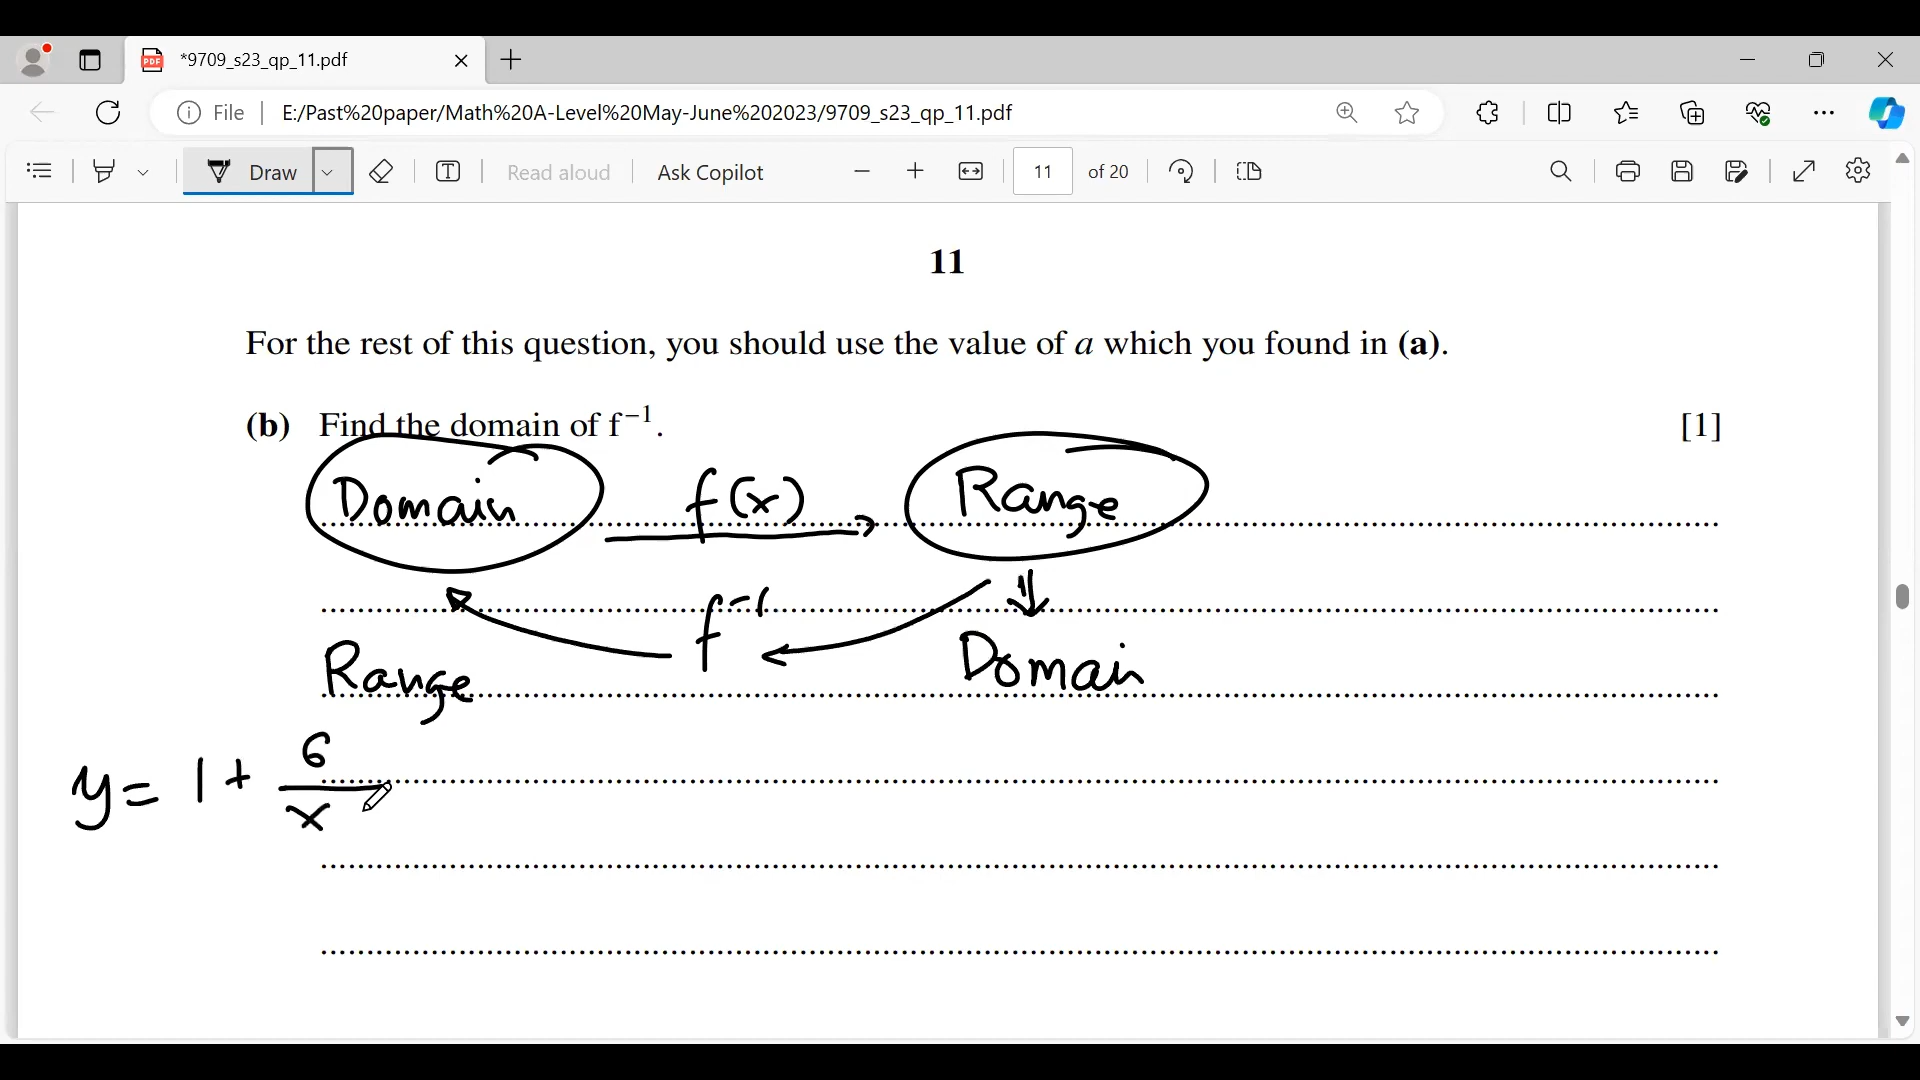 *9709_s23_qp_11.pdf
File E:/Past%20paper/Math%20A-Level%20May-June%202023/9709_s23_qp_11.pdf
Draw Read aloud Ask Copilot 11 of 20
11
For the rest of this question, you should use the value of a which you found in (a).
(b) Find the domain of f⁻¹. [1]
Domain f(x) Range
f⁻¹
Range Domain
y = 1 + 6/x